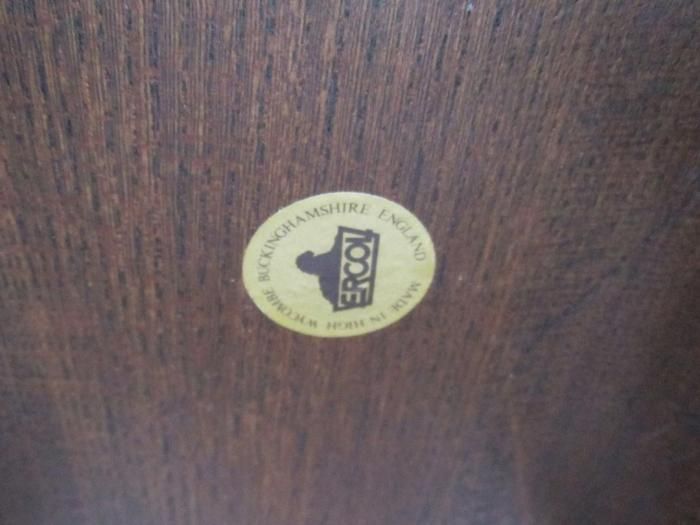 MADE IN HIGH WYCOMBE BUCKINGHAMSHIRE ENGLAND
ERCOL